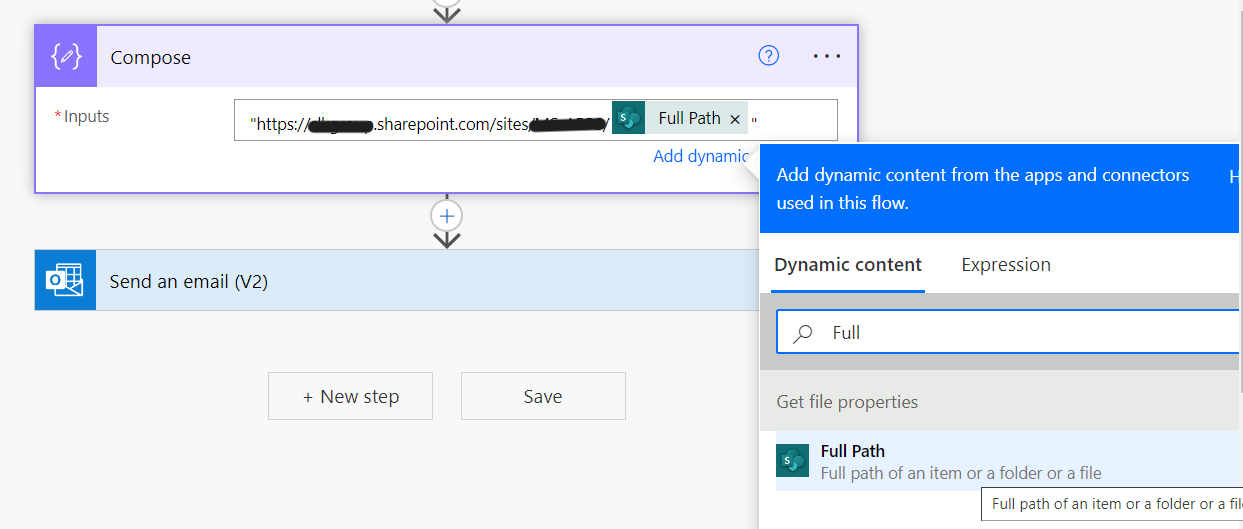 Compose
?
...
* Inputs
"https:// .sharepoint.com/sites/ / S Full Path × "
Add dynamic
Add dynamic content from the apps and connectors
used in this flow.
H
+
Send an email (V2)
Dynamic content
Expression
Full
+ New step
Save
Get file properties
S
Full Path
Full path of an item or a folder or a file
Full path of an item or a folder or a fil